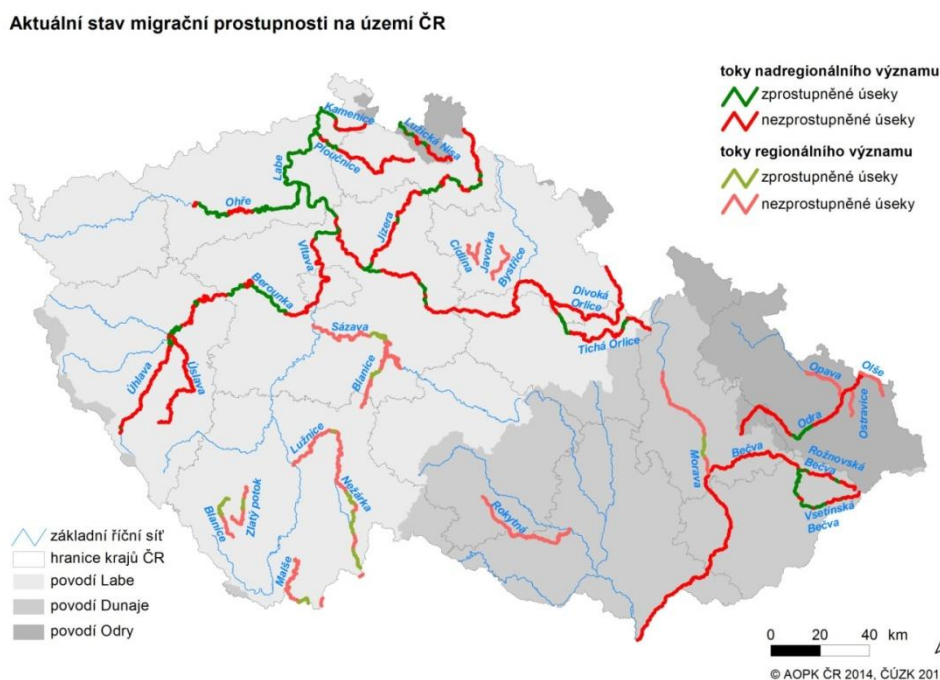 Aktuální stav migrační prostupnosti na území ČR
toky nadregionálního významu
zprostupněné úseky
nezprostupněné úseky
toky regionálního významu
zprostupněné úseky
nezprostupněné úseky
Kamenice
Lužická Nisa
Ploučnice
Labe
Ohře
Jizera
Vltava
Cidlina
Javorka
Bystřice
Berounka
Divoká
Orlice
Tichá Orlice
Sázava
Blanice
Úhlava
Úslava
Opava
Olše
Ostravice
Odra
Lužnice
Nežárka
Bečva
Rožnovská
Bečva
Morava
Vsetínská
Bečva
Blanice
Zlatý potok
Rokytná
Malše
základní říční síť
hranice krajů ČR
povodí Labe
povodí Dunaje
povodí Odry
0 20 40 km
© AOPK ČR 2014, ČÚZK 201